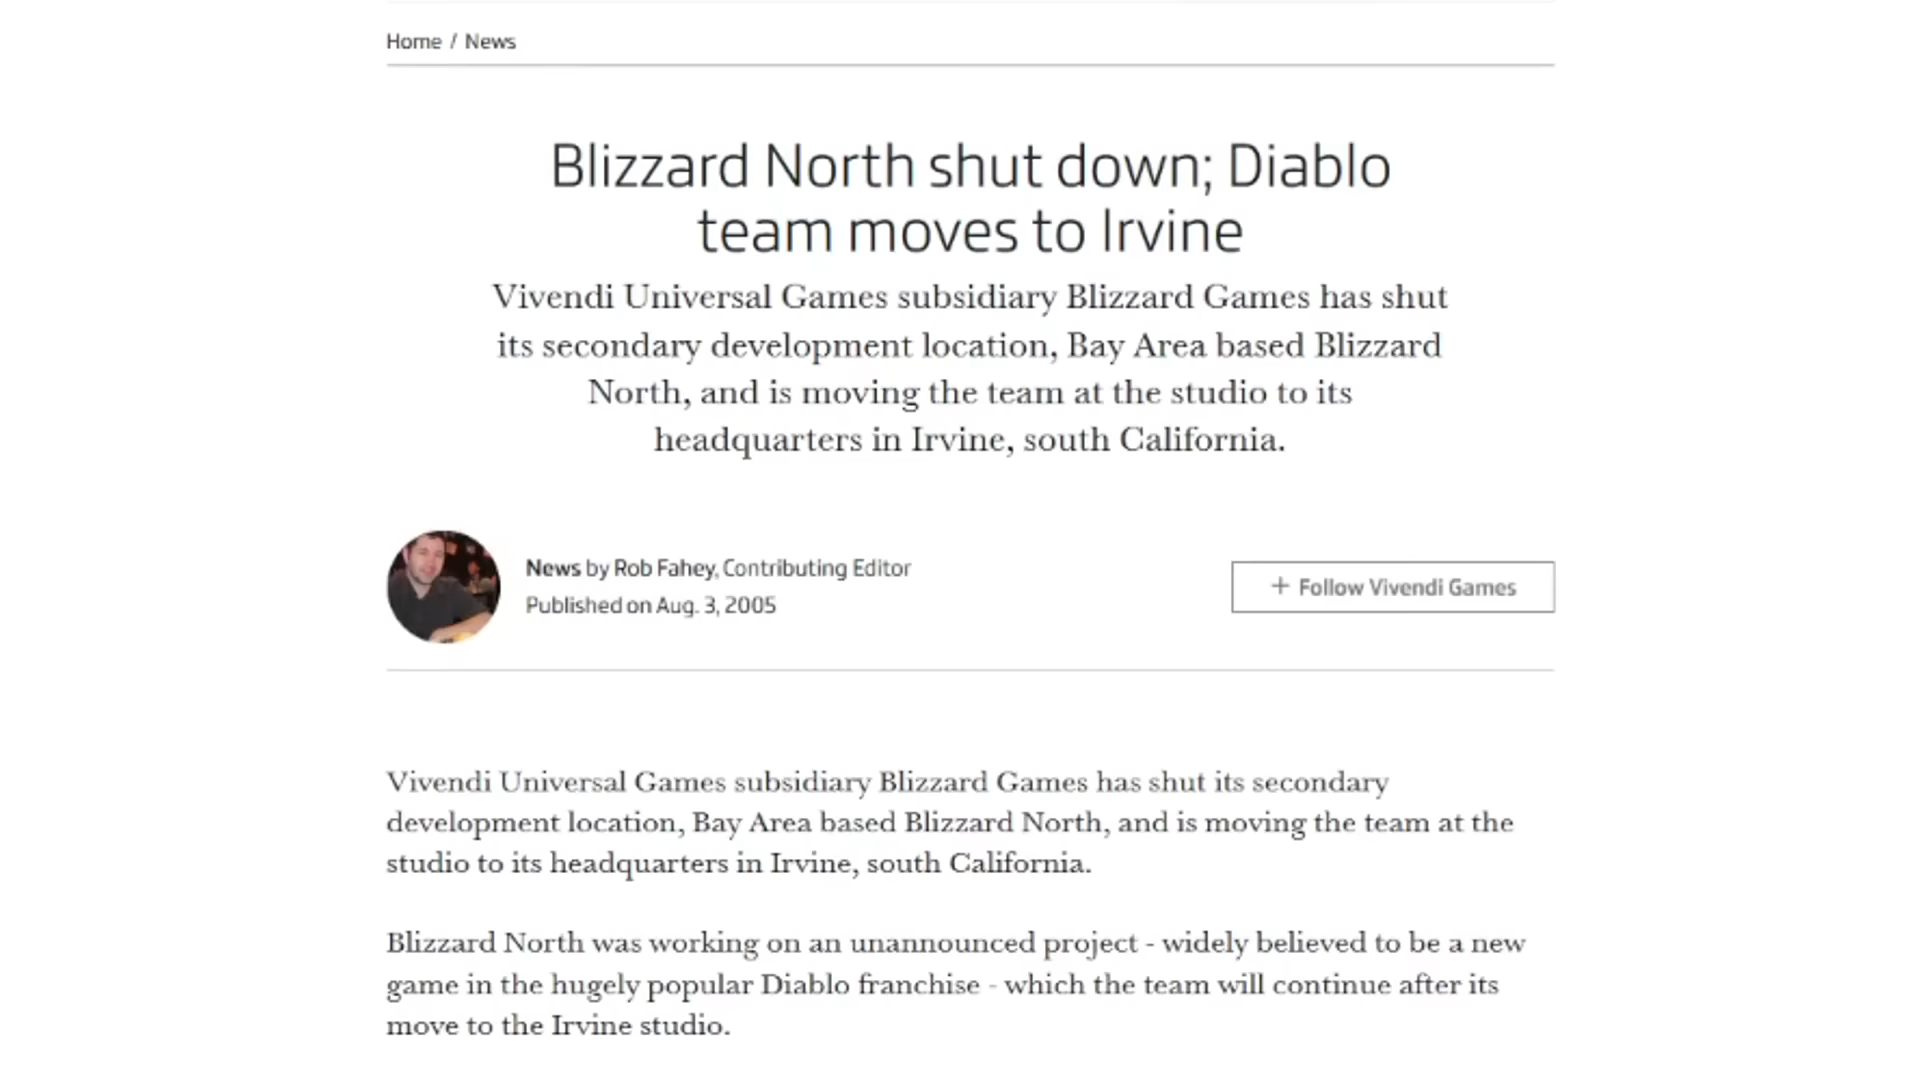 Home / News
Blizzard North shut down; Diablo
team moves to Irvine
Vivendi Universal Games subsidiary Blizzard Games has shut
its secondary development location, Bay Area based Blizzard
North, and is moving the team at the studio to its
headquarters in Irvine, south California.
News by Rob Fahey, Contributing Editor
Published on Aug. 3, 2005
+ Follow Vivendi Games
Vivendi Universal Games subsidiary Blizzard Games has shut its secondary
development location, Bay Area based Blizzard North, and is moving the team at the
studio to its headquarters in Irvine, south California.
Blizzard North was working on an unannounced project - widely believed to be a new
game in the hugely popular Diablo franchise - which the team will continue after its
move to the Irvine studio.